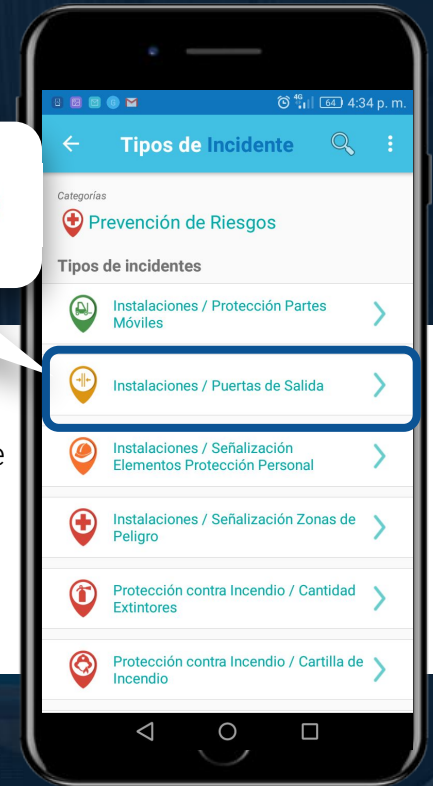 4G 64 4:34 p. m.
Tipos de Incidente
Categorías
Prevención de Riesgos
Tipos de incidentes
Instalaciones / Protección Partes
Móviles
Instalaciones / Puertas de Salida
Instalaciones / Señalización
Elementos Protección Personal
Instalaciones / Señalización Zonas de
Peligro
Protección contra Incendio / Cantidad
Extintores
Protección contra Incendio / Cartilla de
Incendio
e